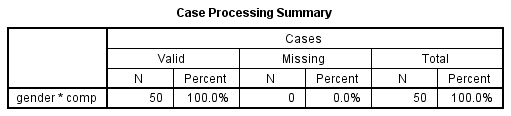 Case Processing Summary
Cases
Valid Missing Total
N Percent N Percent N Percent
gender * comp 50 100.0% 0 0.0% 50 100.0%